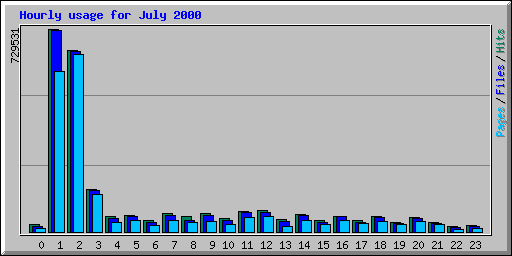 Hourly usage for July 2000
729531
Pages/Files/Hits
0 1 2 3 4 5 6 7 8 9 10 11 12 13 14 15 16 17 18 19 20 21 22 23